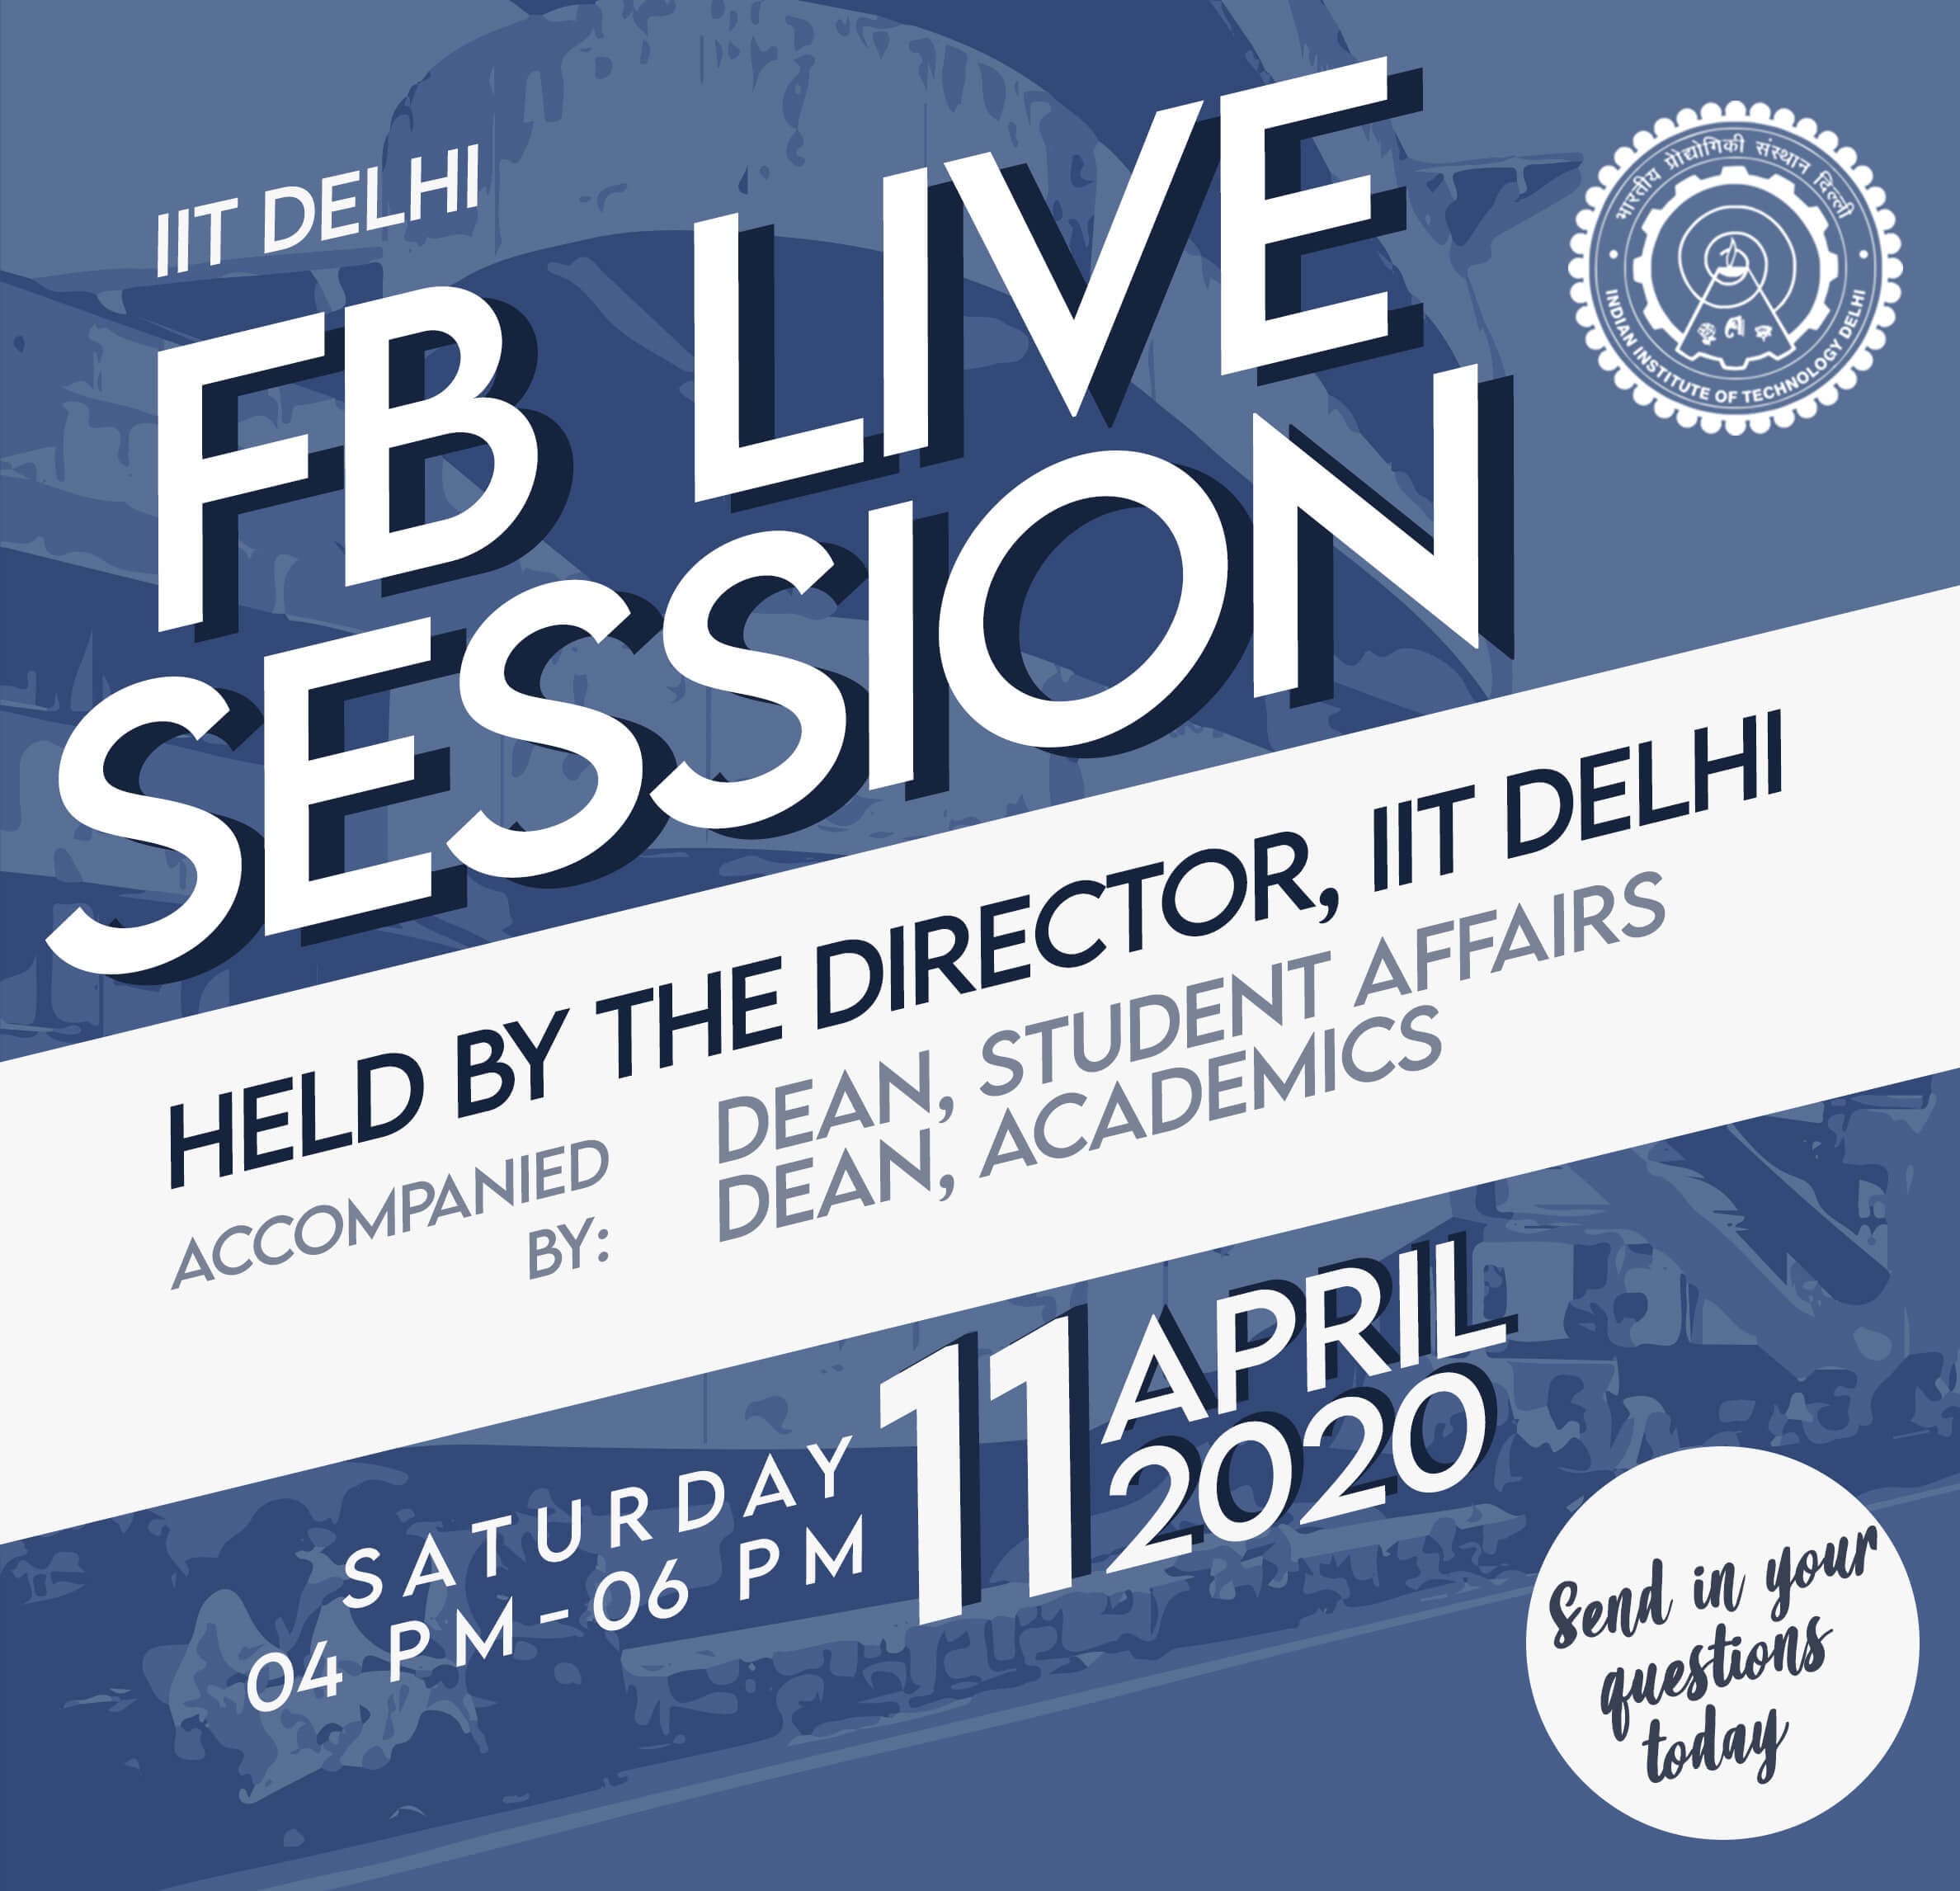 IIT DELHI
FB LIVE
SESSION
भारतीय प्रौद्योगिकी संस्थान दिल्ली
INDIAN INSTITUTE OF TECHNOLOGY DELHI
HELD BY THE DIRECTOR, IIT DELHI
ACCOMPANIED
BY:
DEAN, STUDENT AFFAIRS
DEAN, ACADEMICS
SATURDAY
04 PM-06 PM
11
APRIL
2020
Send in your
questions
today